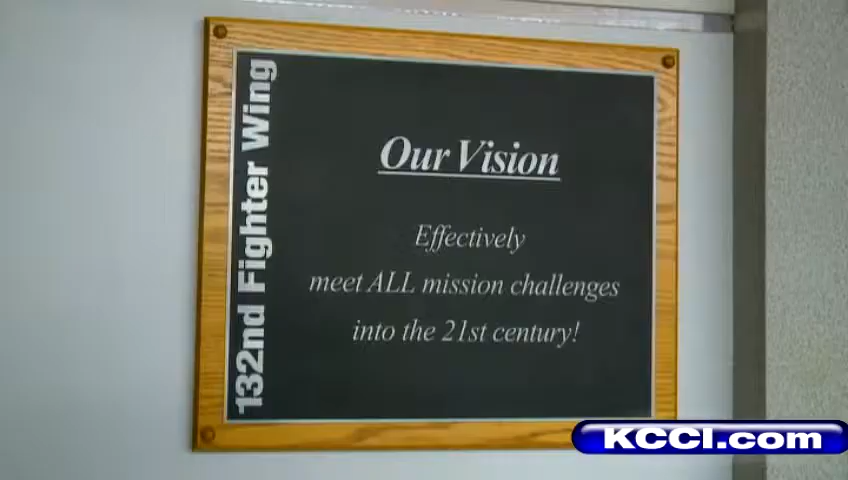 132nd Fighter Wing
Our Vision
Effectively
meet ALL mission challenges
into the 21st century!
KCCI.com